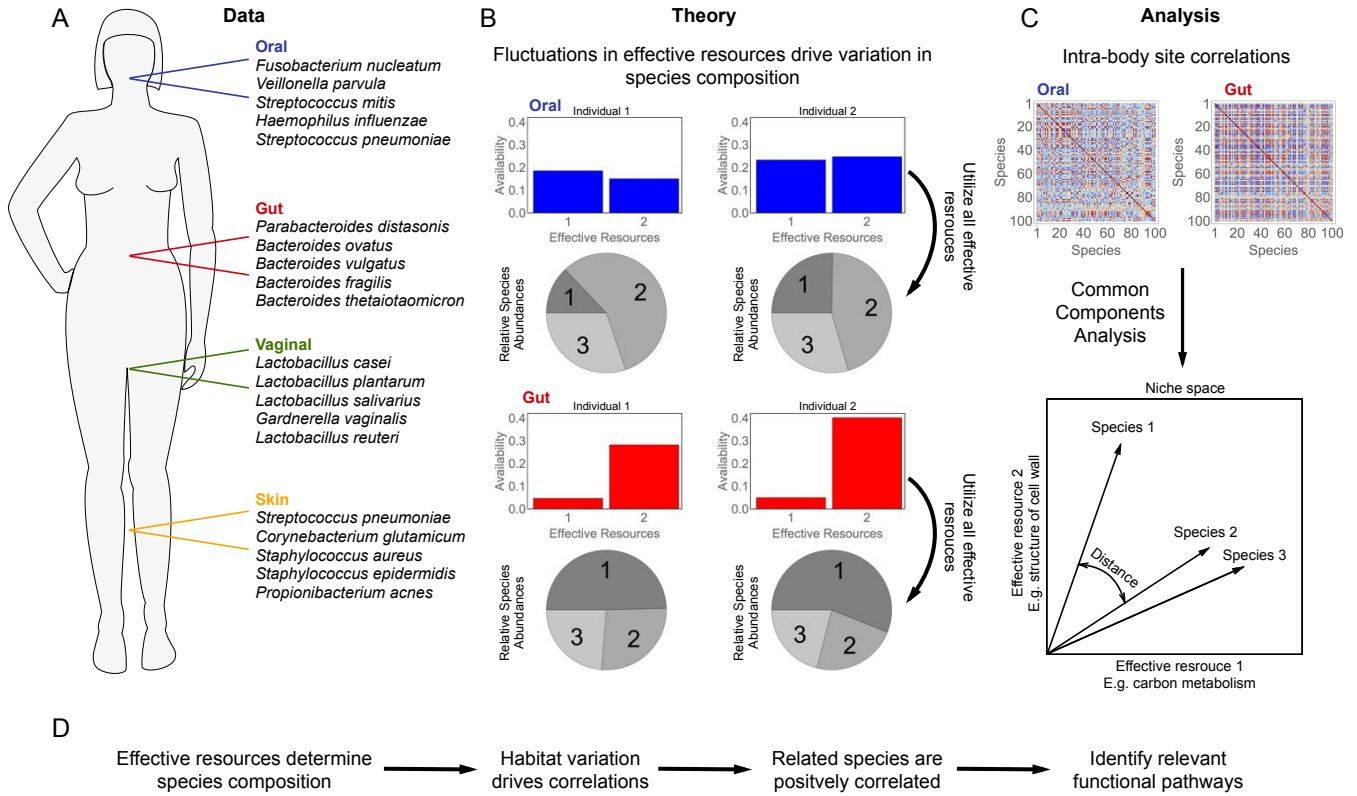 A
Data
Oral
Fusobacterium nucleatum
Veillonella parvula
Streptococcus mitis
Haemophilus influenzae
Streptococcus pneumoniae
Gut
Parabacteroides distasonis
Bacteroides ovatus
Bacteroides vulgatus
Bacteroides fragilis
Bacteroides thetaiotaomicron
Vaginal
Lactobacillus casei
Lactobacillus plantarum
Lactobacillus salivarius
Gardnerella vaginalis
Lactobacillus reuteri
Skin
Streptococcus pneumoniae
Corynebacterium glutamicum
Staphylococcus aureus
Staphylococcus epidermidis
Propionibacterium acnes
B
Theory
Fluctuations in effective resources drive variation in
species composition
Oral
Individual 1
Availability
0.4
0.3
0.2
0.1
0.0
1 2
Effective Resources
Individual 2
Availability
0.4
0.3
0.2
0.1
0.0
1 2
Effective Resources
Utilize all effective
resrouces
Relative Species
Abundances
1
2
3
Relative Species
Abundances
1
2
3
Gut
Individual 1
Availability
0.4
0.3
0.2
0.1
0.0
1 2
Effective Resources
Individual 2
Availability
0.4
0.3
0.2
0.1
0.0
1 2
Effective Resources
Utilize all effective
resrouces
Relative Species
Abundances
1
3
2
Relative Species
Abundances
1
3
2
C
Analysis
Intra-body site correlations
Oral
Species
1
20
40
60
80
100
1 20 40 60 80 100
Species
Gut
Species
1
20
40
60
80
100
1 20 40 60 80 100
Species
Common
Components
Analysis
Niche space
Species 1
Species 2
Species 3
Distance
Effective resource 2
E.g. structure of cell wall
Effective resrouce 1
E.g. carbon metabolism
D
Effective resources determine
species composition
Habitat variation
drives correlations
Related species are
positvely correlated
Identify relevant
functional pathways